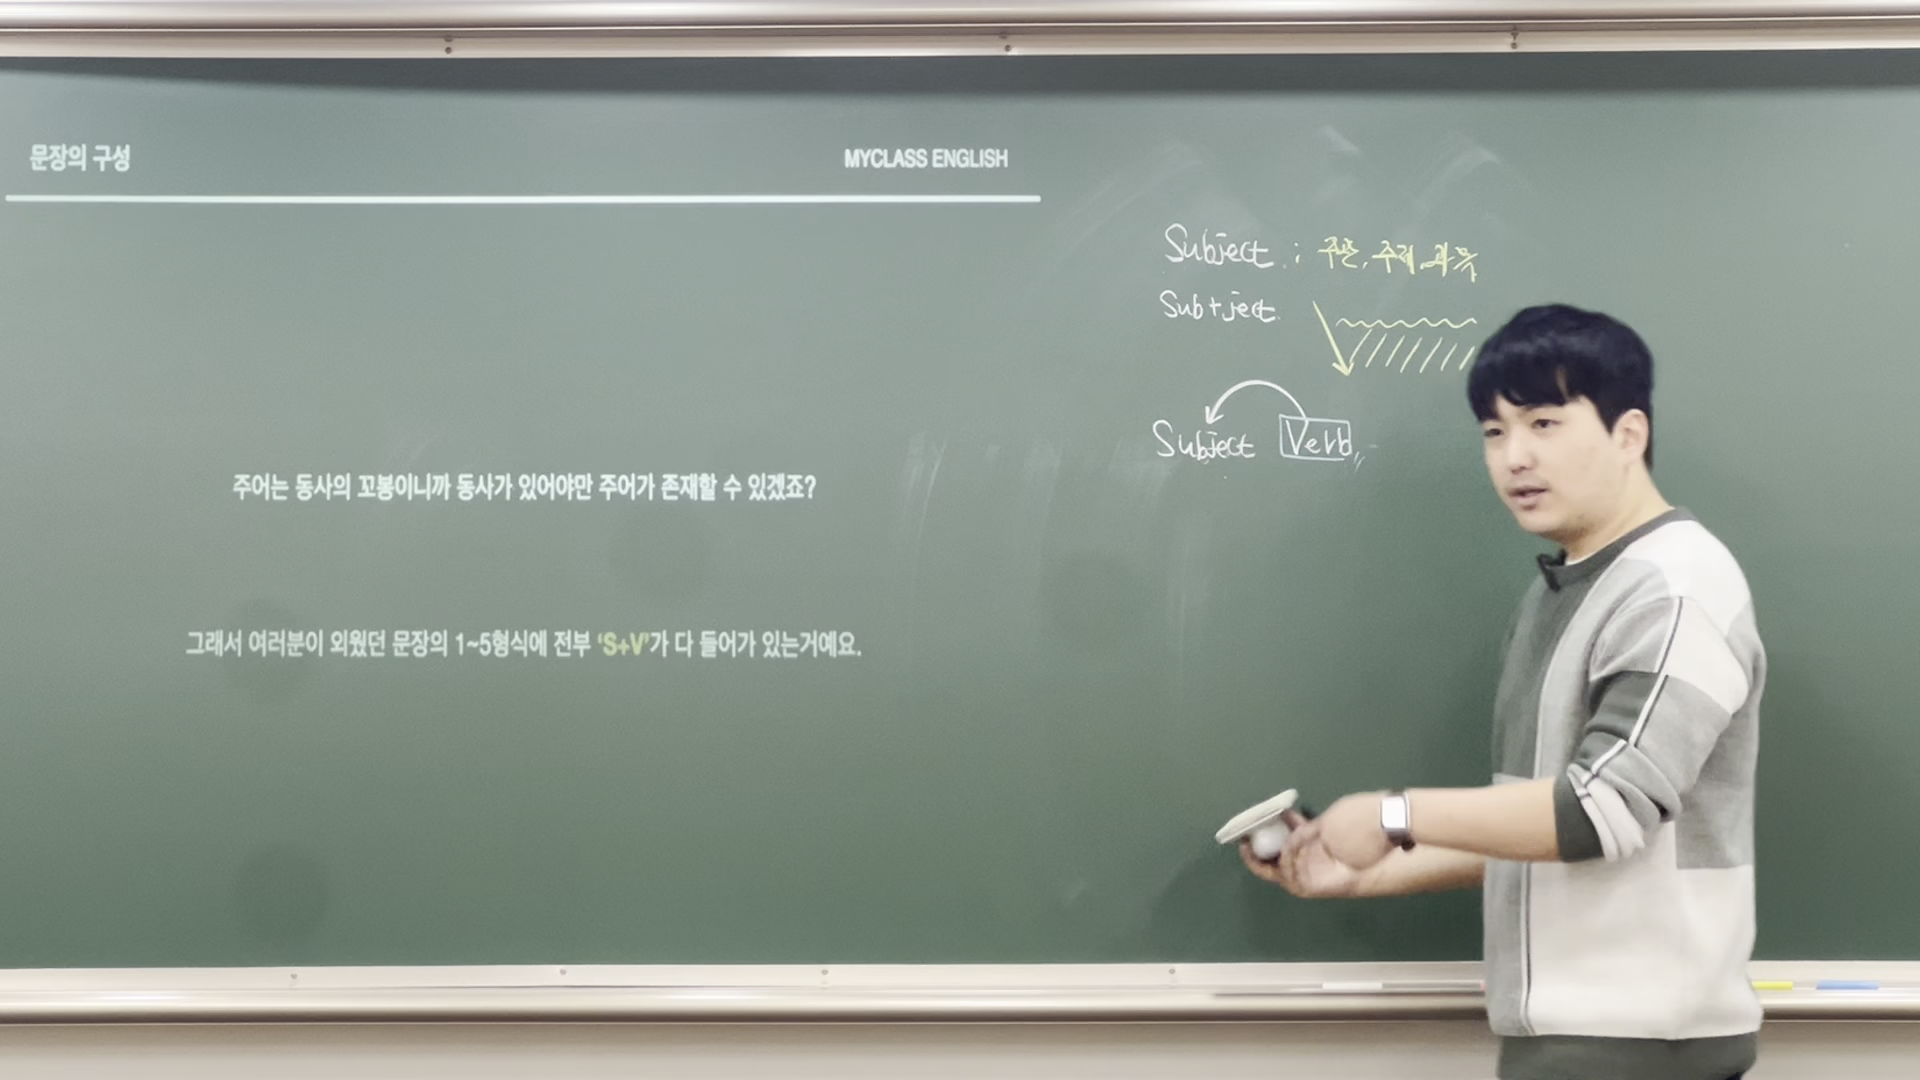 문장의 구성
MYCLASS ENGLISH
주어는 동사의 꼬봉이니까 동사가 있어야만 주어가 존재할 수 있겠죠?
그래서 여러분이 외웠던 문장의 1~5형식에 전부 ‘S+V’가 다 들어가 있는거예요.
Subject : 주관, 주제, 과목
Sub+ject
Subject Verb